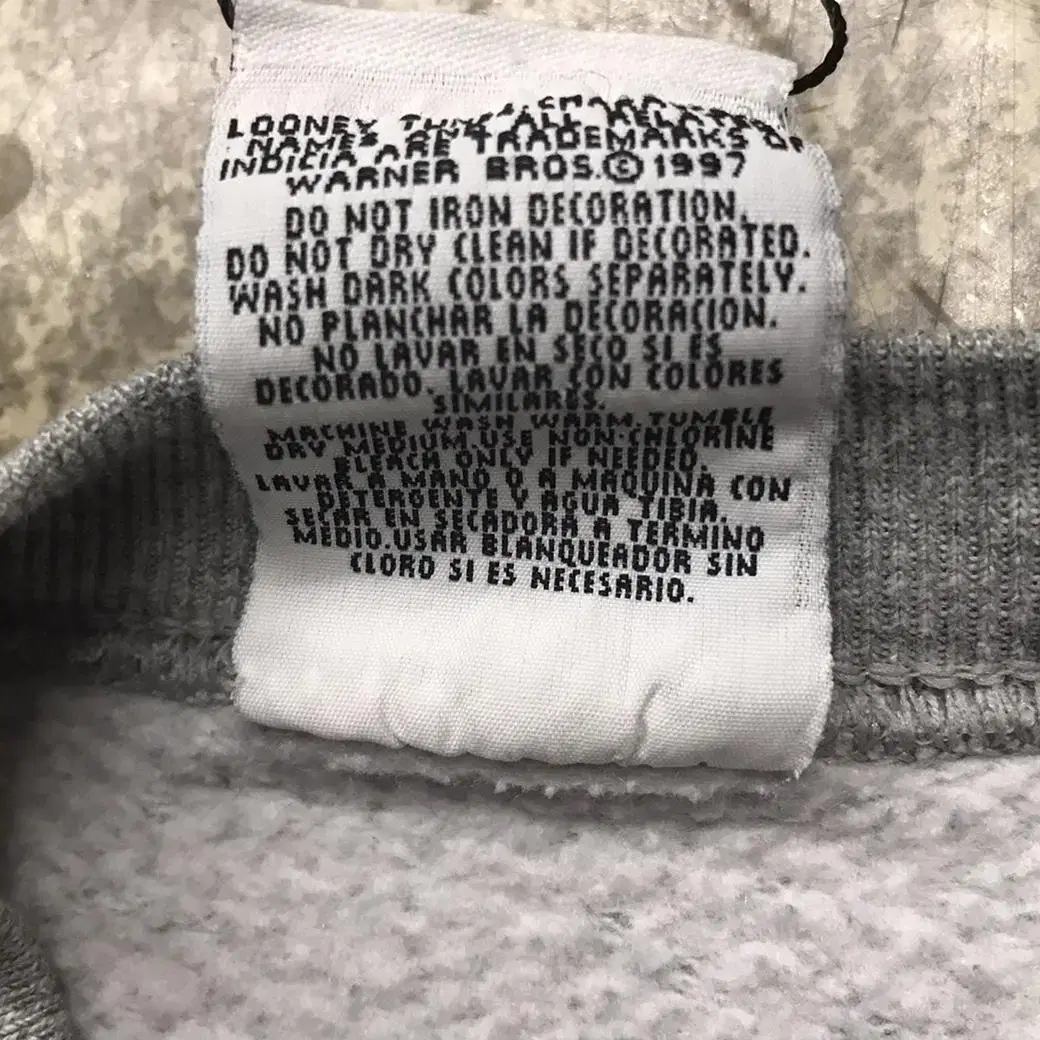 LOONEY ALL
NAMES ARE TRADEMARKS OF
INDICIA
WARNER BROS.© 1997
DO NOT IRON DECORATION.
DO NOT DRY CLEAN IF DECORATED.
WASH DARK COLORS SEPARATELY.
NO PLANCHAR LA DECORACION.
NO LAVAR EN SECO SI ES
DECORADO. LAVAR CON COLORES
SIMILARES.
MACHINE WASH WARM.TUMBLE
DRY MEDIUM.USE NON-CHLORINE
BLEACH ONLY IF NEEDED.
LAVAR A MANO O A MAQUINA CON
DETERGENTE Y AGUA TIBIA.
SECAR EN SECADORA A TERMINO
MEDIO.USAR BLANQUEADOR SIN
CLORO SI ES NECESARIO.